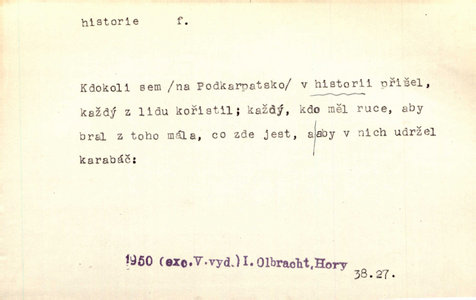 historie f.
Kdokoli sem /na Podkarpatsko/ v historii přišel,
každý z lidu kořistil; každý, kdo měl ruce, aby
bral z toho mála, co zde jest, a aby v nich udržel
karabáč:
1950 (exc.V.vyd.) I. Olbracht, Hory
38.27.